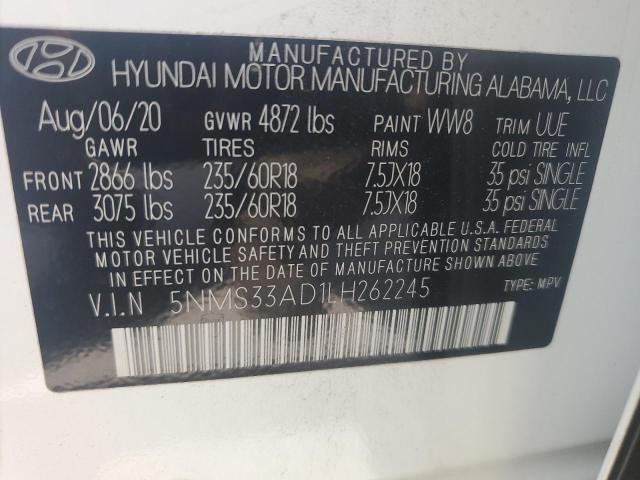 MANUFACTURED BY
HYUNDAI MOTOR MANUFACTURING ALABAMA, LLC
Aug/06/20 GVWR 4872 lbs PAINT WW8 TRIM UUE
GAWR TIRES RIMS COLD TIRE INFL
FRONT 2866 lbs 235/60R18 7.5JX18 35 psi SINGLE
REAR 3075 lbs 235/60R18 7.5JX18 35 psi SINGLE
THIS VEHICLE CONFORMS TO ALL APPLICABLE U.S.A. FEDERAL
MOTOR VEHICLE SAFETY AND THEFT PREVENTION STANDARDS
IN EFFECT ON THE DATE OF MANUFACTURE SHOWN ABOVE.
V.I.N 5NMS33AD1LH262245 TYPE: MPV